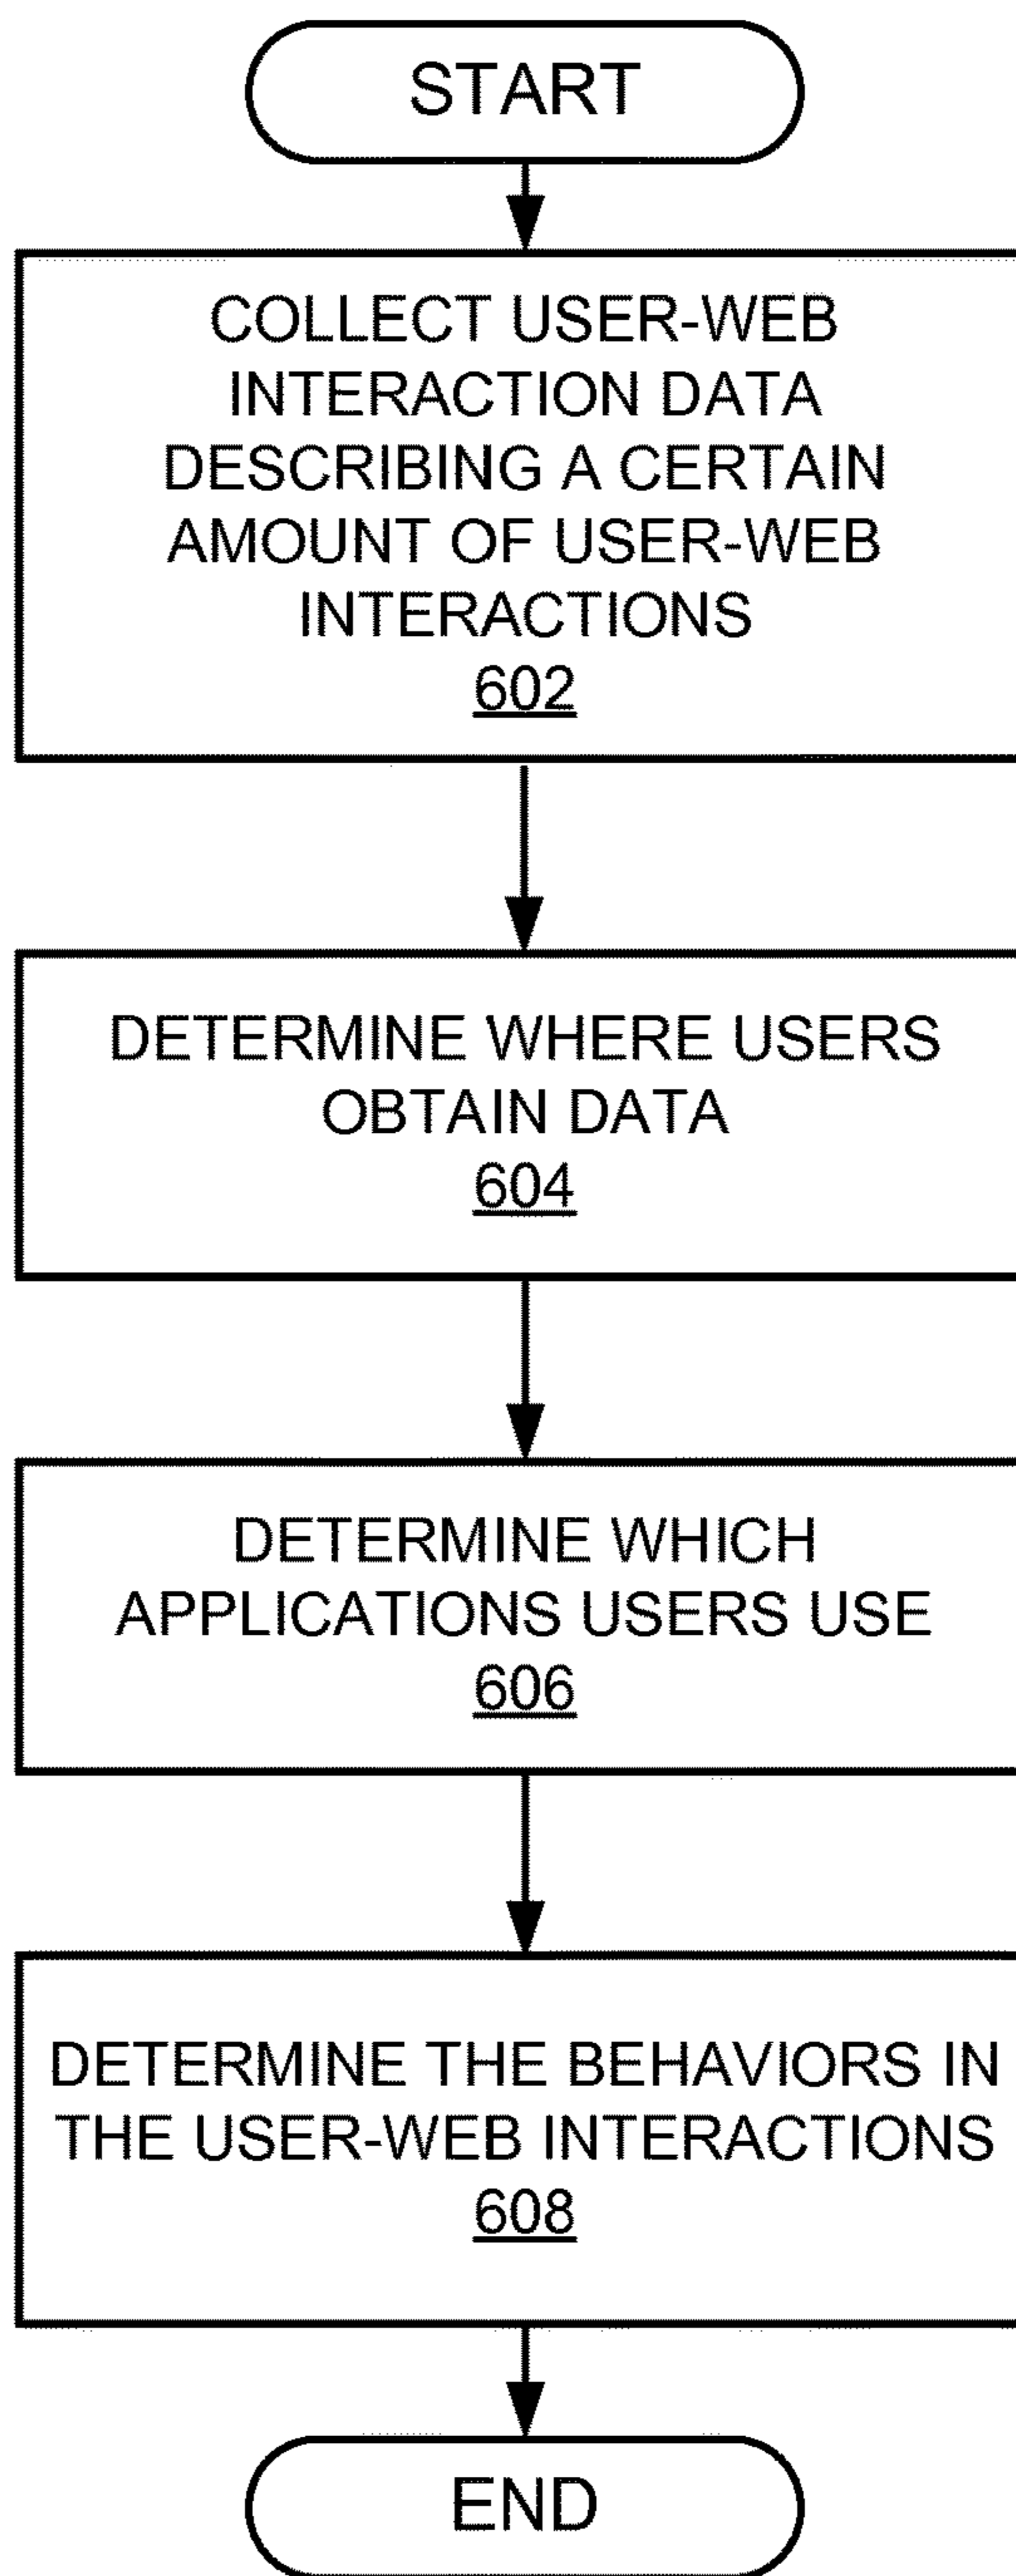 START
COLLECT USER-WEB
INTERACTION DATA
DESCRIBING A CERTAIN
AMOUNT OF USER-WEB
INTERACTIONS
602
DETERMINE WHERE USERS
OBTAIN DATA
604
DETERMINE WHICH
APPLICATIONS USERS USE
606
DETERMINE THE BEHAVIORS IN
THE USER-WEB INTERACTIONS
608
END